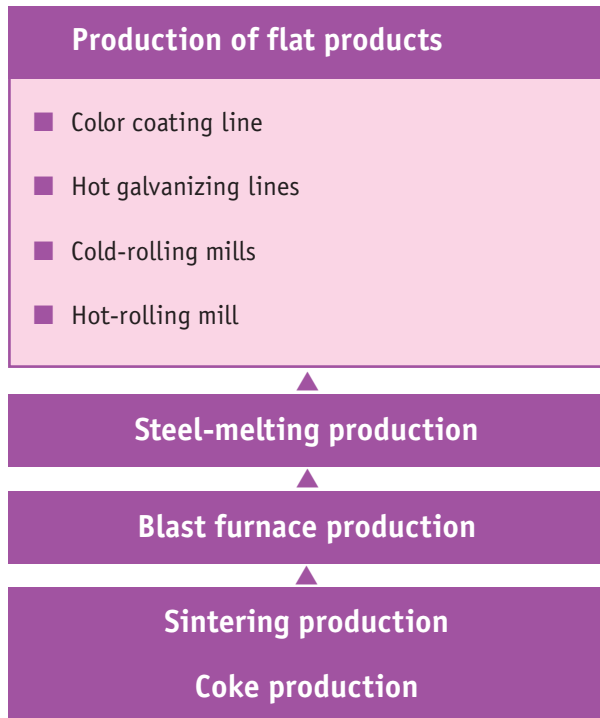 Production of flat products
Color coating line
Hot galvanizing lines
Cold-rolling mills
Hot-rolling mill
Steel-melting production
Blast furnace production
Sintering production
Coke production